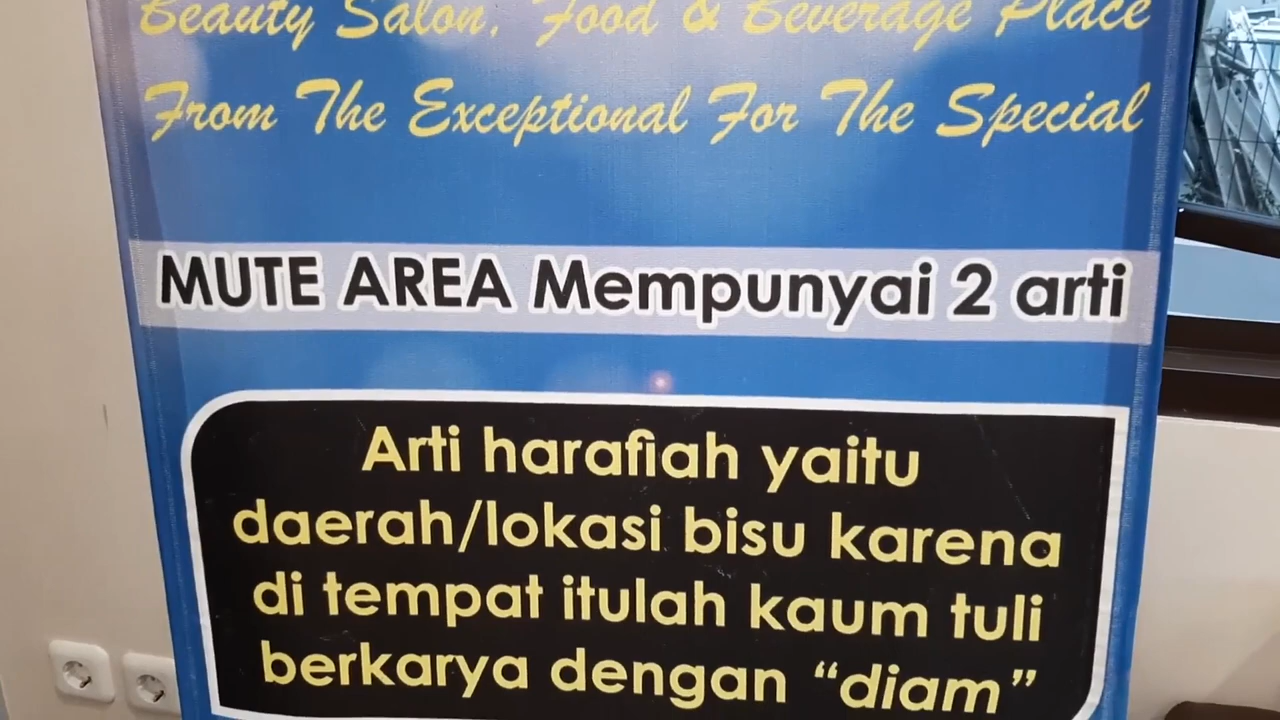 Beauty Salon, Food & Beverage Place
From The Exceptional For The Special
MUTE AREA Mempunyai 2 arti
Arti harafiah yaitu
daerah/lokasi bisu karena
di tempat itulah kaum tuli
berkarya dengan “diam”